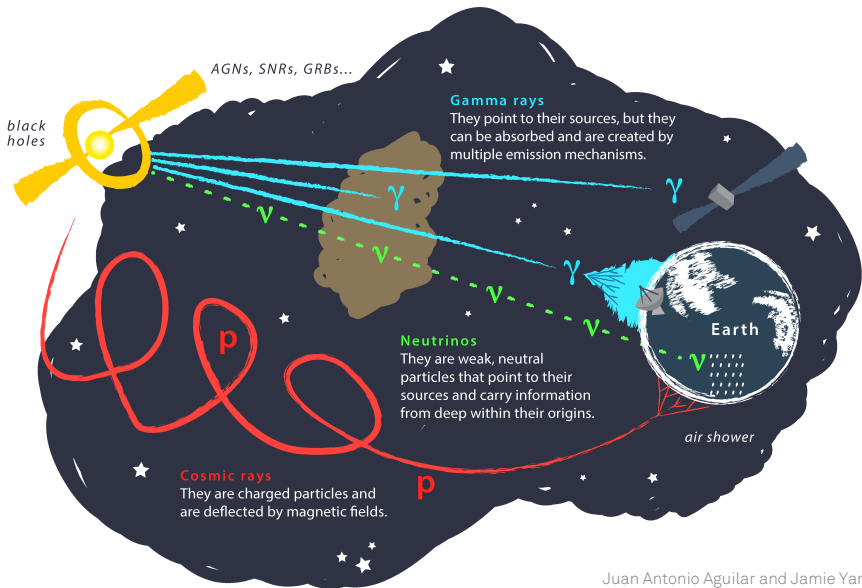 AGNs, SNRs, GRBs...
black
holes
Gamma rays
They point to their sources, but they
can be absorbed and are created by
multiple emission mechanisms.
γ
γ
γ
ν
ν
ν
ν
ν
Earth
p
Neutrinos
They are weak, neutral
particles that point to their
sources and carry information
from deep within their origins.
air shower
Cosmic rays
They are charged particles and
are deflected by magnetic fields.
p
Juan Antonio Aguilar and Jamie Yar